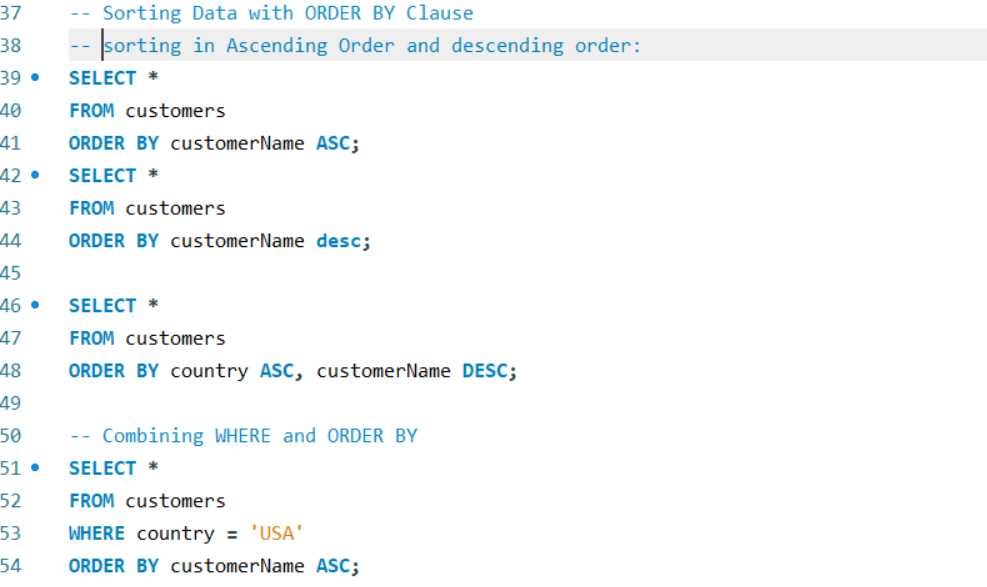 37 -- Sorting Data with ORDER BY Clause
38 -- sorting in Ascending Order and descending order:
39 SELECT *
40 FROM customers
41 ORDER BY customerName ASC;
42 SELECT *
43 FROM customers
44 ORDER BY customerName desc;
45
46 SELECT *
47 FROM customers
48 ORDER BY country ASC, customerName DESC;
49
50 -- Combining WHERE and ORDER BY
51 SELECT *
52 FROM customers
53 WHERE country = 'USA'
54 ORDER BY customerName ASC;